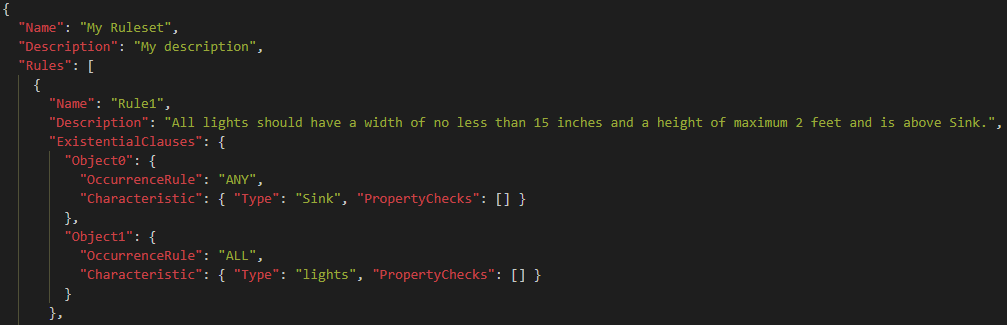 {
"Name": "My Ruleset",
"Description": "My description",
"Rules": [
{
"Name": "Rule1",
"Description": "All lights should have a width of no less than 15 inches and a height of maximum 2 feet and is above Sink.",
"ExistentialClauses": {
"Object0": {
"OccurrenceRule": "ANY",
"Characteristic": { "Type": "Sink", "PropertyChecks": [] }
},
"Object1": {
"OccurrenceRule": "ALL",
"Characteristic": { "Type": "lights", "PropertyChecks": [] }
}
},